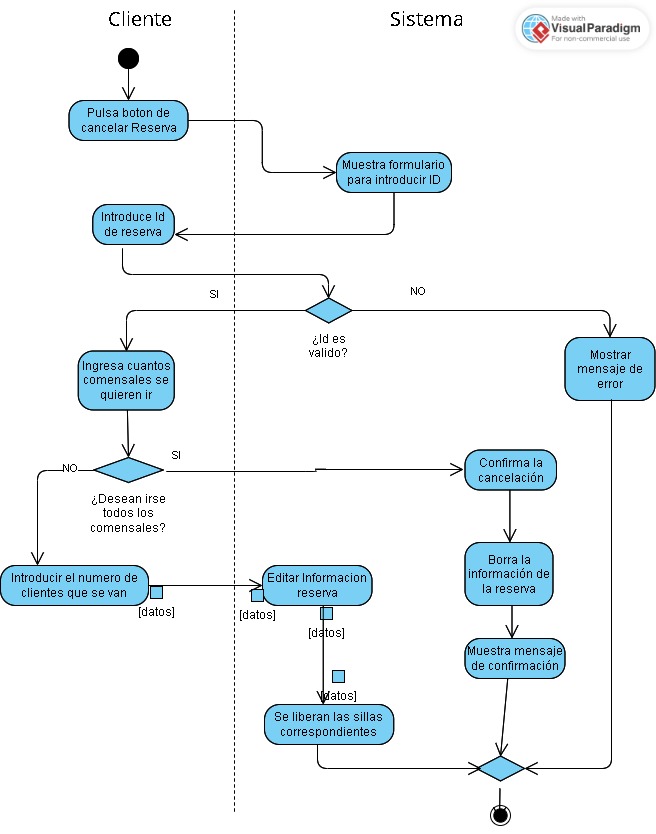 Cliente
Sistema
Made with
VisualParadigm
For non-commercial use
Pulsa boton de
cancelar Reserva
Muestra formulario
para introducir ID
Introduce Id
de reserva
SI
NO
¿Id es
valido?
Ingresa cuantos
comensales se
quieren ir
Mostrar
mensaje de
error
SI
NO
¿Desean irse
todos los
comensales?
Confirma la
cancelación
Introducir el numero de
clientes que se van
[datos]
[datos]
Editar Informacion
reserva
[datos]
Borra la
información de
la reserva
Muestra mensaje
de confirmación
[datos]
Se liberan las sillas
correspondientes